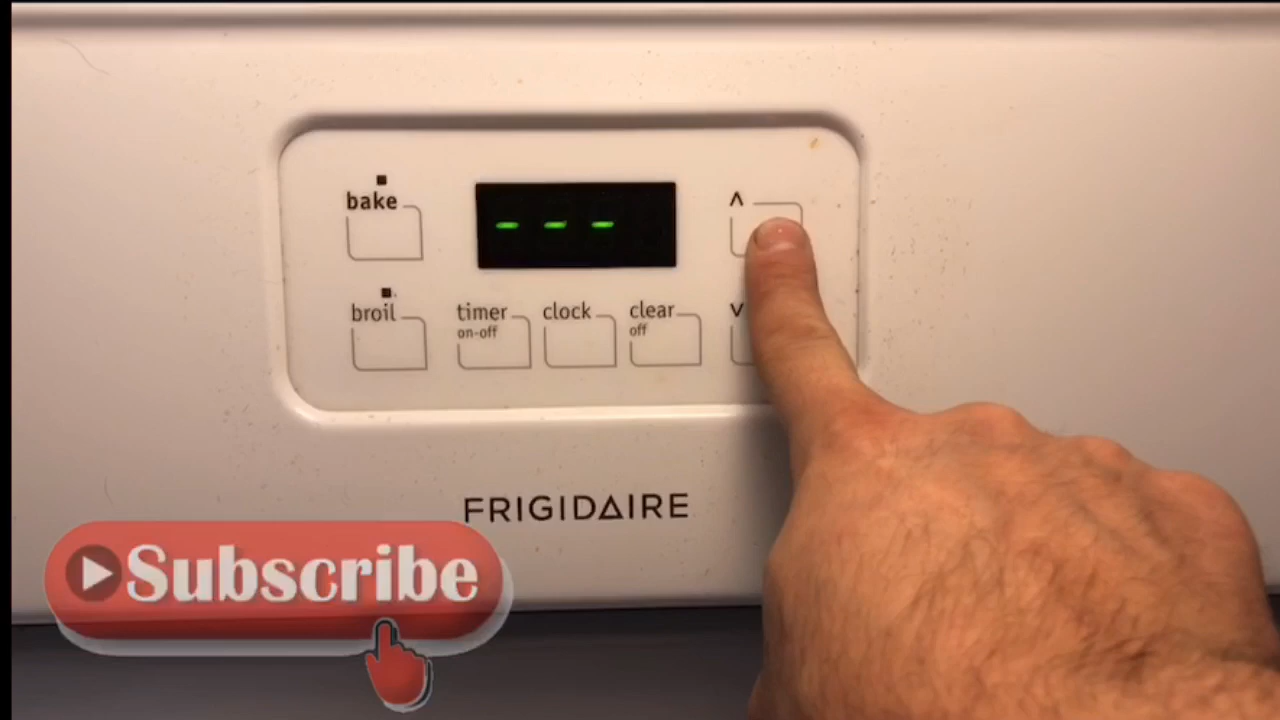 bake
- - -
^
broil
timer
on-off
clock
clear
off
v
FRIGIDAIRE
Subscribe